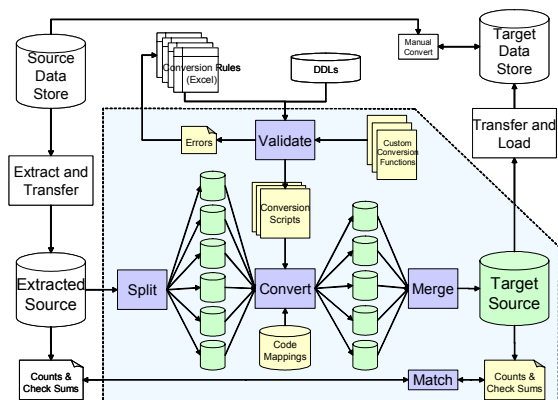 Source
Data
Store
Conversion Rules
(Excel)
DDLs
Manual
Convert
Target
Data
Store
Errors
Validate
Custom
Conversion
Functions
Transfer and
Load
Extract and
Transfer
Conversion
Scripts
Extracted
Source
Split
Convert
Merge
Target
Source
Code
Mappings
Counts &
Check Sums
Match
Counts &
Check Sums